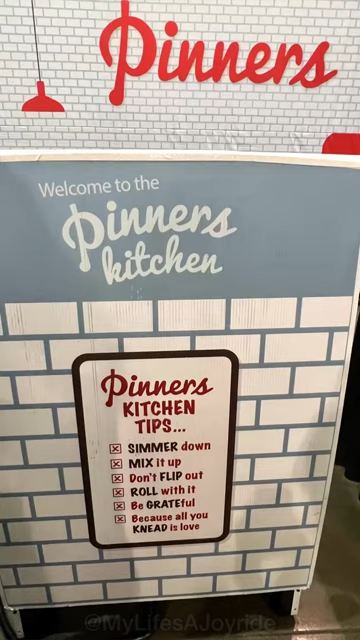 Pinners
Welcome to the
Pinners
kitchen
Pinners
KITCHEN
TIPS...
SIMMER down
MIX it up
Don't FLIP out
ROLL with it
Be GRATEful
Because all you
KNEAD is love
@MyLifesAJoyride